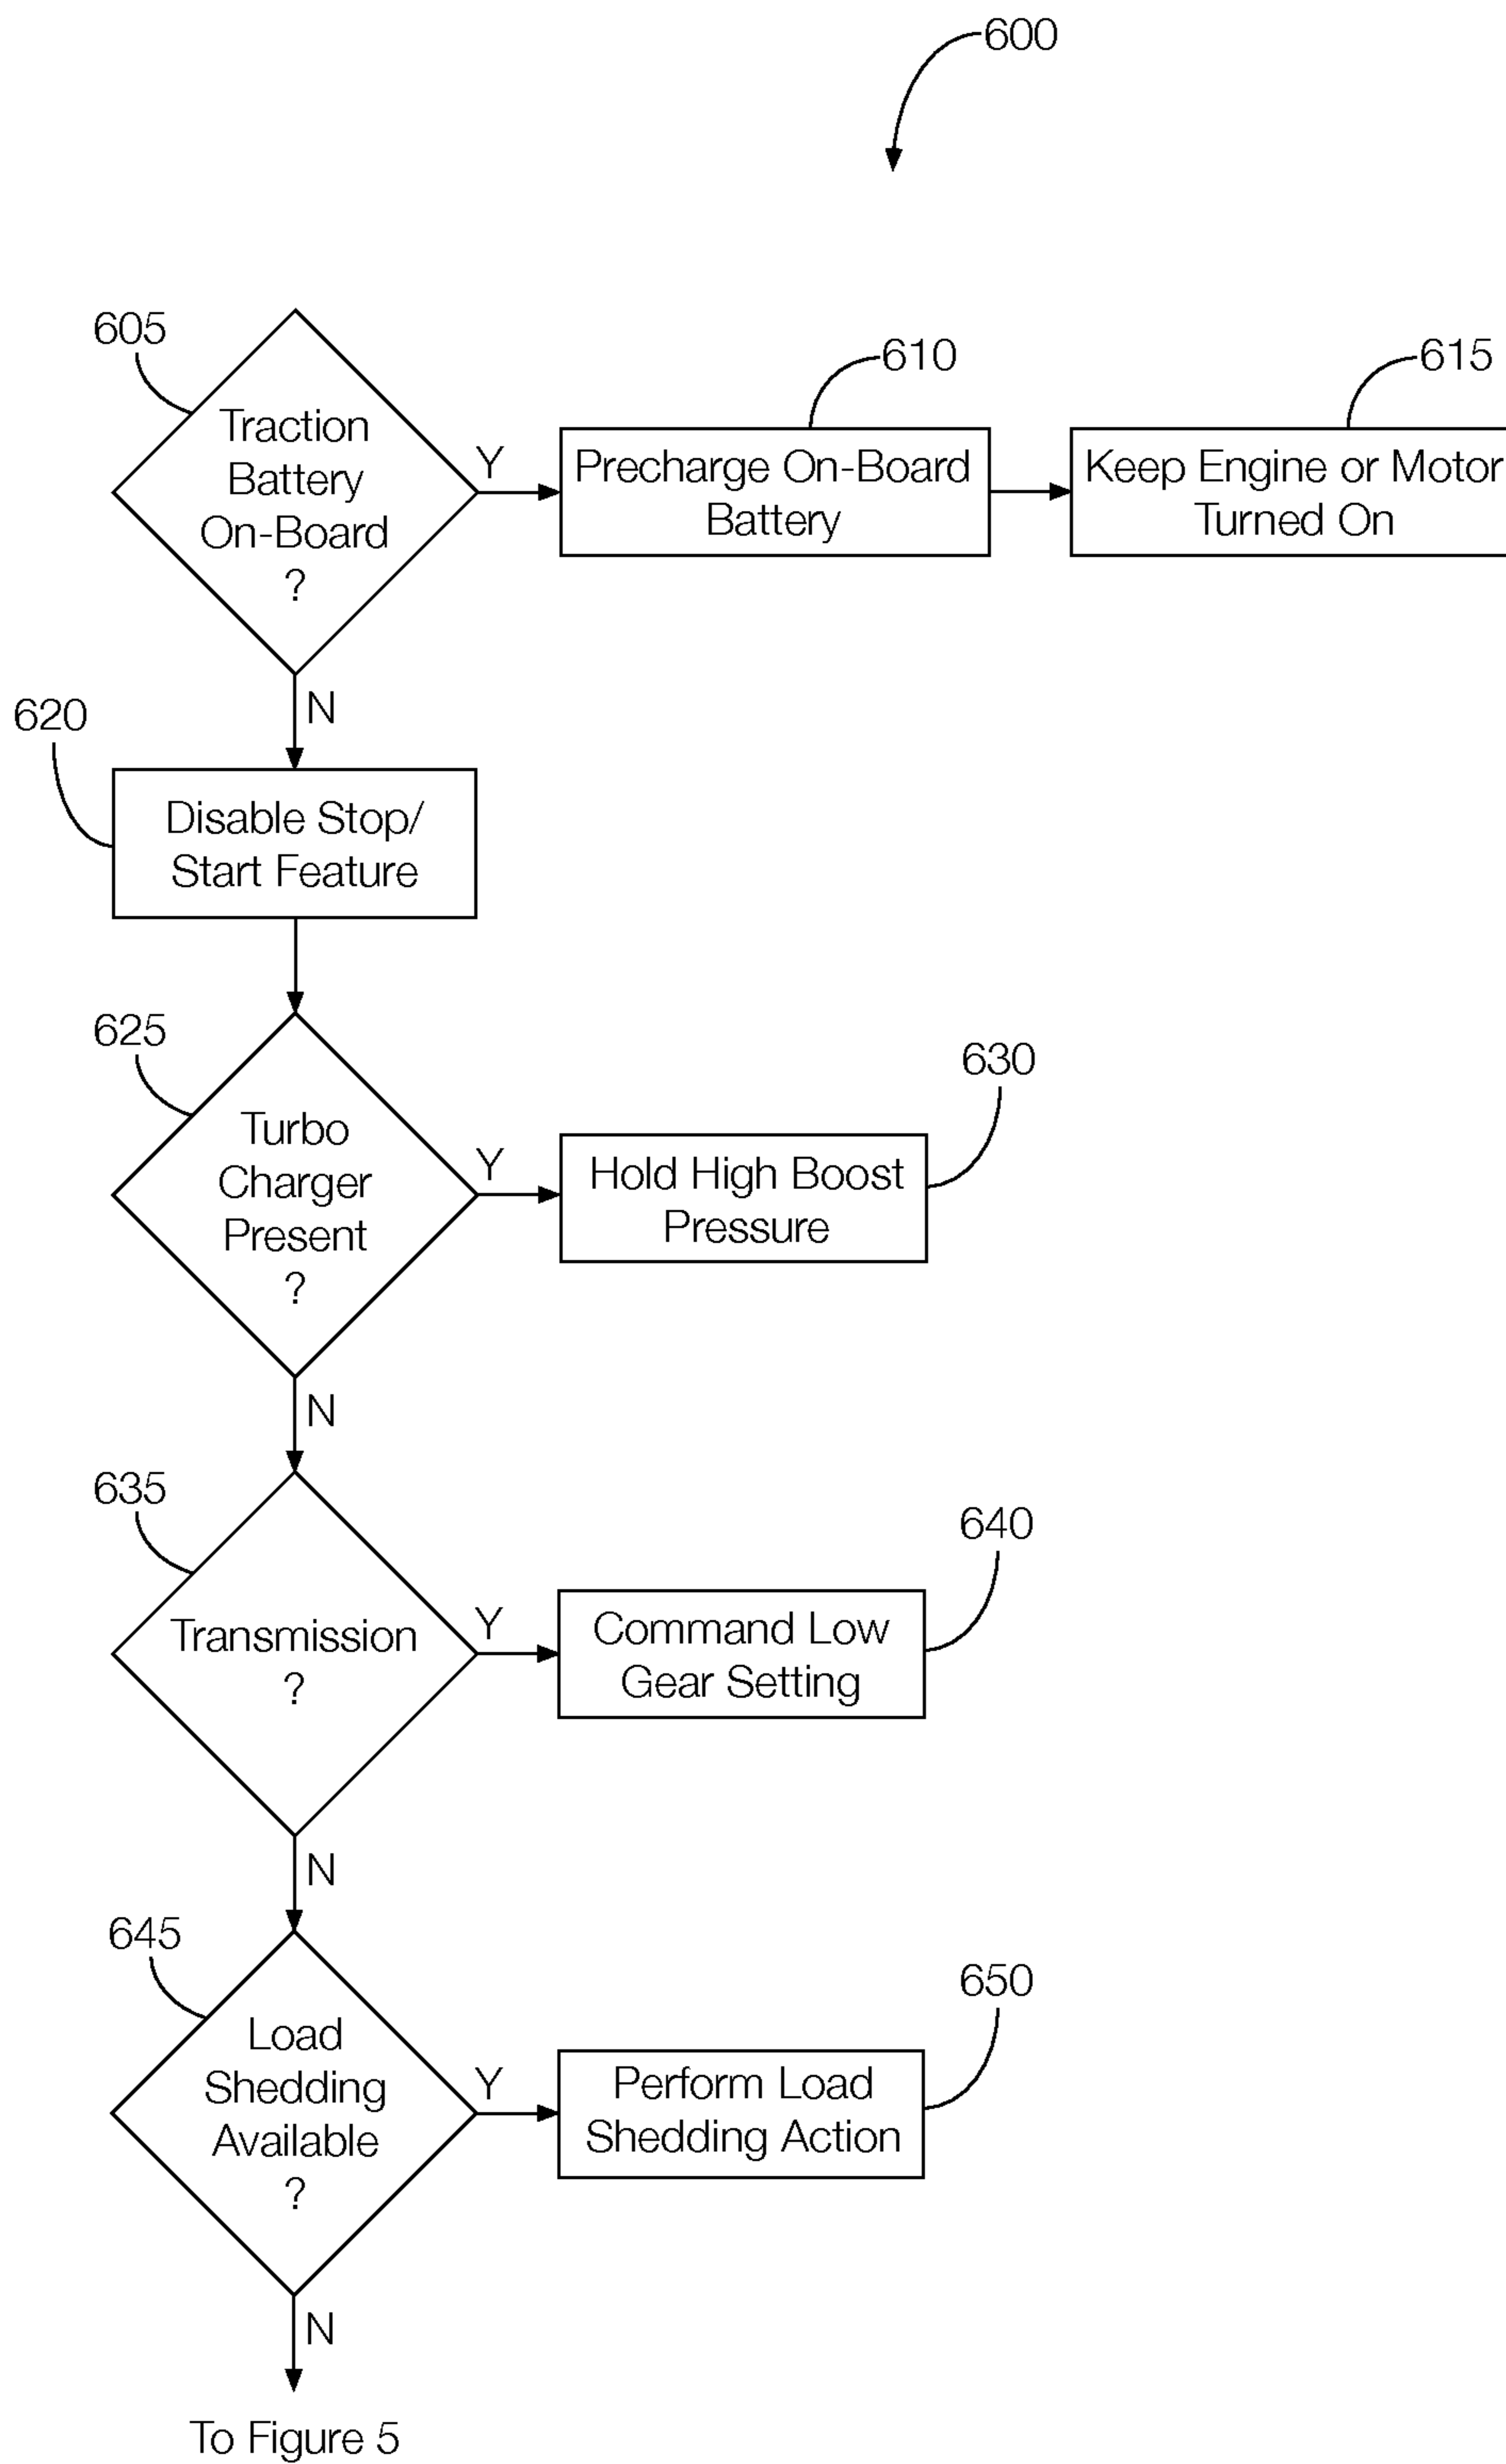 600
605
Traction
Battery
On-Board
?
Y
610
Precharge On-Board
Battery
615
Keep Engine or Motor
Turned On
N
620
Disable Stop/
Start Feature
625
Turbo
Charger
Present
?
Y
630
Hold High Boost
Pressure
N
635
Transmission
?
Y
640
Command Low
Gear Setting
N
645
Load
Shedding
Available
?
Y
650
Perform Load
Shedding Action
N
To Figure 5